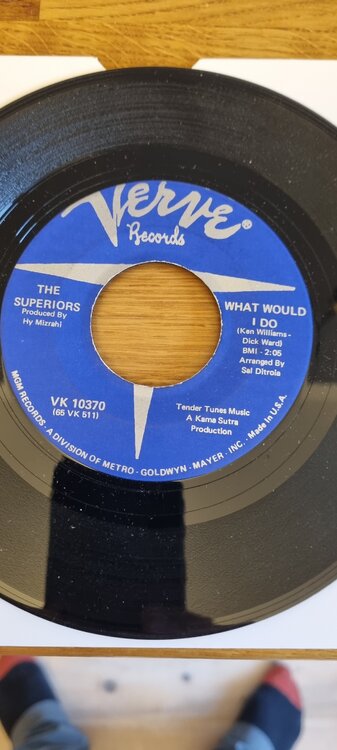 Verve®
Records
THE
SUPERIORS
Produced By
Hy Mizrahi
WHAT WOULD
I DO
(Ken Williams -
Dick Ward)
BMI - 2:05
Arranged By
Sal Ditroia
VK 10370
(65 VK 511)
Tender Tunes Music
A Kama Sutra
Production
MGM RECORDS - A DIVISION OF METRO - GOLDWYN - MAYER, INC. - Made in U.S.A.